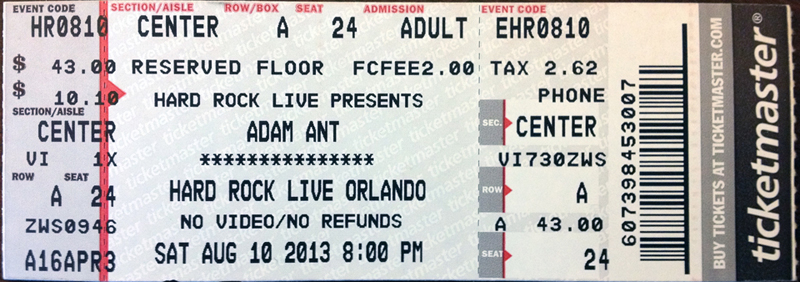 EVENT CODE SECTION/AISLE ROW/BOX SEAT ADMISSION EVENT CODE
HR0810 CENTER A 24 ADULT EHR0810
$ 43.00 RESERVED FLOOR FCFEE2.00 TAX 2.62
$ 10.10 HARD ROCK LIVE PRESENTS PHONE
SECTION/AISLE
CENTER ADAM ANT SEC. CENTER
VI 1X *************** VI730ZWS
ROW SEAT
A 24 HARD ROCK LIVE ORLANDO ROW A
ZWS0946 NO VIDEO/NO REFUNDS A 43.00
A16APR3 SAT AUG 10 2013 8:00 PM SEAT 24
607398453007
BUY TICKETS AT TICKETMASTER.COM
ticketmaster®